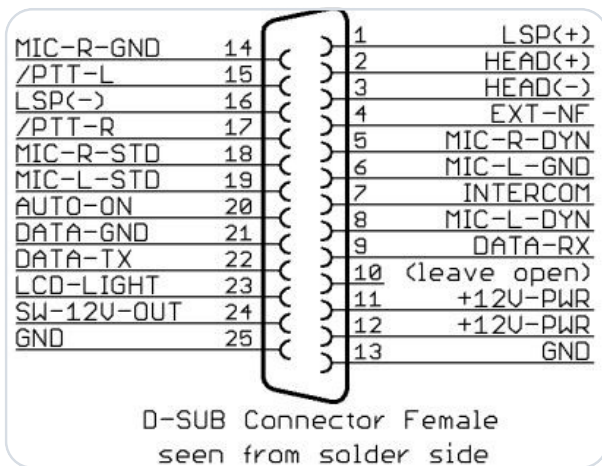 1 LSP(+)
MIC-R-GND 14
2 HEAD(+)
/PTT-L 15
3 HEAD(-)
LSP(-) 16
4 EXT-NF
/PTT-R 17
5 MIC-R-DYN
MIC-R-STD 18
6 MIC-L-GND
MIC-L-STD 19
7 INTERCOM
AUTO-ON 20
8 MIC-L-DYN
DATA-GND 21
9 DATA-RX
DATA-TX 22
10 (leave open)
LCD-LIGHT 23
11 +12V-PWR
SW-12V-OUT 24
12 +12V-PWR
GND 25
13 GND
D-SUB Connector Female
seen from solder side